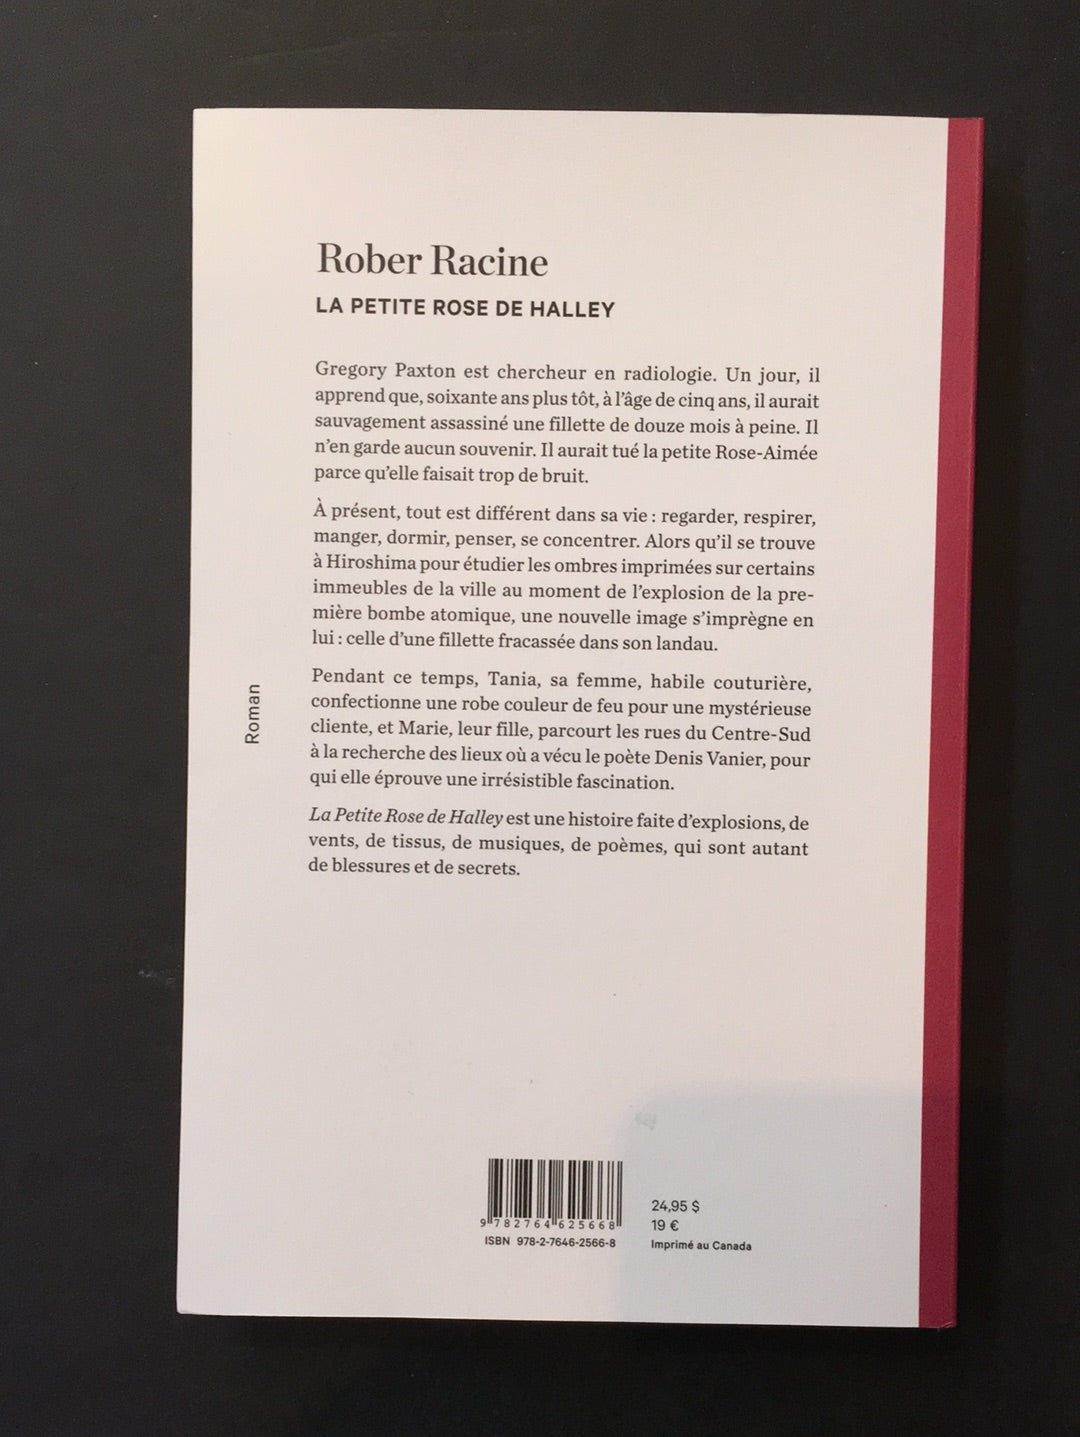 Rober Racine
LA PETITE ROSE DE HALLEY
Gregory Paxton est chercheur en radiologie. Un jour, il
apprend que, soixante ans plus tôt, à l'âge de cinq ans, il aurait
sauvagement assassiné une fillette de douze mois à peine. Il
n'en garde aucun souvenir. Il aurait tué la petite Rose-Aimée
parce qu'elle faisait trop de bruit.
À présent, tout est différent dans sa vie : regarder, respirer,
manger, dormir, penser, se concentrer. Alors qu'il se trouve
à Hiroshima pour étudier les ombres imprimées sur certains
immeubles de la ville au moment de l'explosion de la pre-
mière bombe atomique, une nouvelle image s'imprègne en
lui : celle d'une fillette fracassée dans son landau.
Pendant ce temps, Tania, sa femme, habile couturière,
confectionne une robe couleur de feu pour une mystérieuse
cliente, et Marie, leur fille, parcourt les rues du Centre-Sud
à la recherche des lieux où a vécu le poète Denis Vanier, pour
qui elle éprouve une irrésistible fascination.
La Petite Rose de Halley est une histoire faite d'explosions, de
vents, de tissus, de musiques, de poèmes, qui sont autant
de blessures et de secrets.
Roman
9 782764 625668
ISBN 978-2-7646-2566-8
24,95 $
19 €
Imprimé au Canada